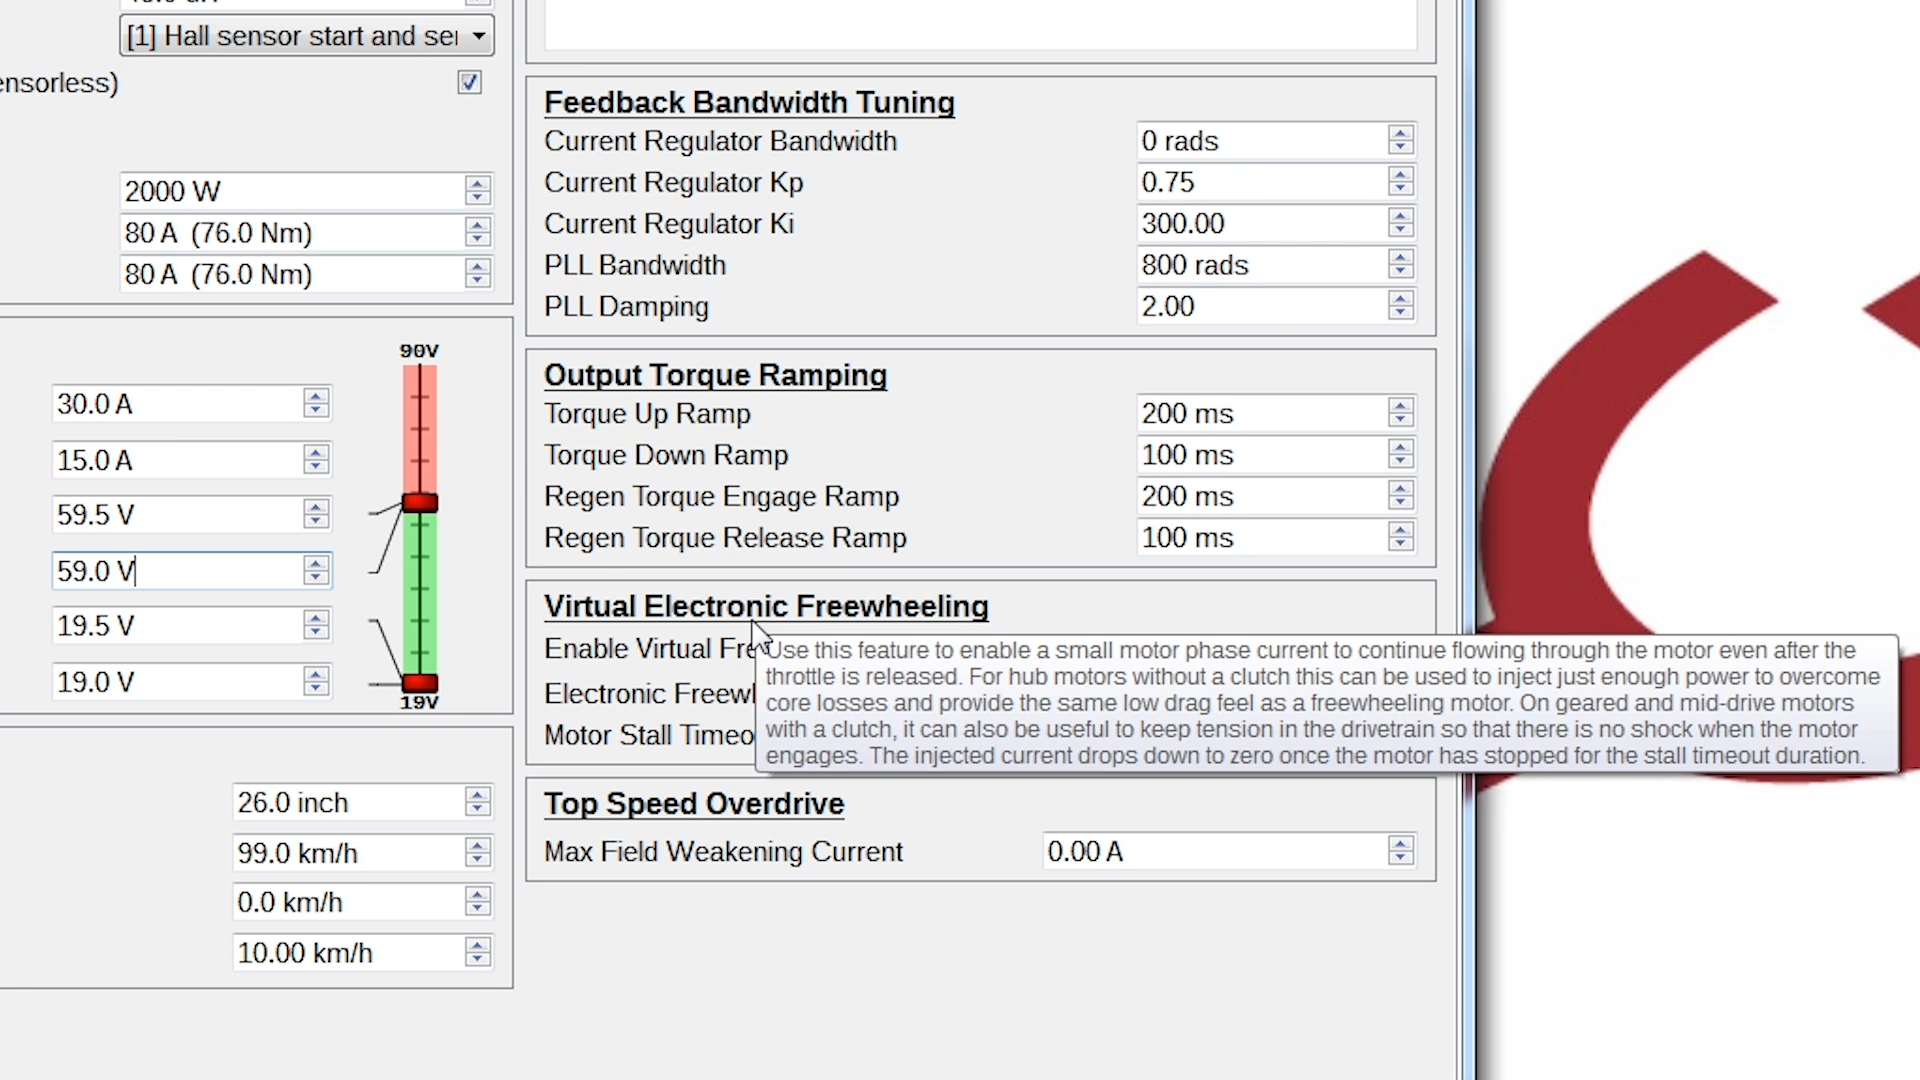 [1] Hall sensor start and se
ensorless)
2000 W
80 A (76.0 Nm)
80 A (76.0 Nm)
90V
30.0 A
15.0 A
59.5 V
59.0 V
19.5 V
19.0 V
19V
26.0 inch
99.0 km/h
0.0 km/h
10.00 km/h
Feedback Bandwidth Tuning
Current Regulator Bandwidth 0 rads
Current Regulator Kp 0.75
Current Regulator Ki 300.00
PLL Bandwidth 800 rads
PLL Damping 2.00
Output Torque Ramping
Torque Up Ramp 200 ms
Torque Down Ramp 100 ms
Regen Torque Engage Ramp 200 ms
Regen Torque Release Ramp 100 ms
Virtual Electronic Freewheeling
Enable Virtual Fre
Electronic Freew
Motor Stall Timeo
Use this feature to enable a small motor phase current to continue flowing through the motor even after the
throttle is released. For hub motors without a clutch this can be used to inject just enough power to overcome
core losses and provide the same low drag feel as a freewheeling motor. On geared and mid-drive motors
with a clutch, it can also be useful to keep tension in the drivetrain so that there is no shock when the motor
engages. The injected current drops down to zero once the motor has stopped for the stall timeout duration.
Top Speed Overdrive
Max Field Weakening Current 0.00 A